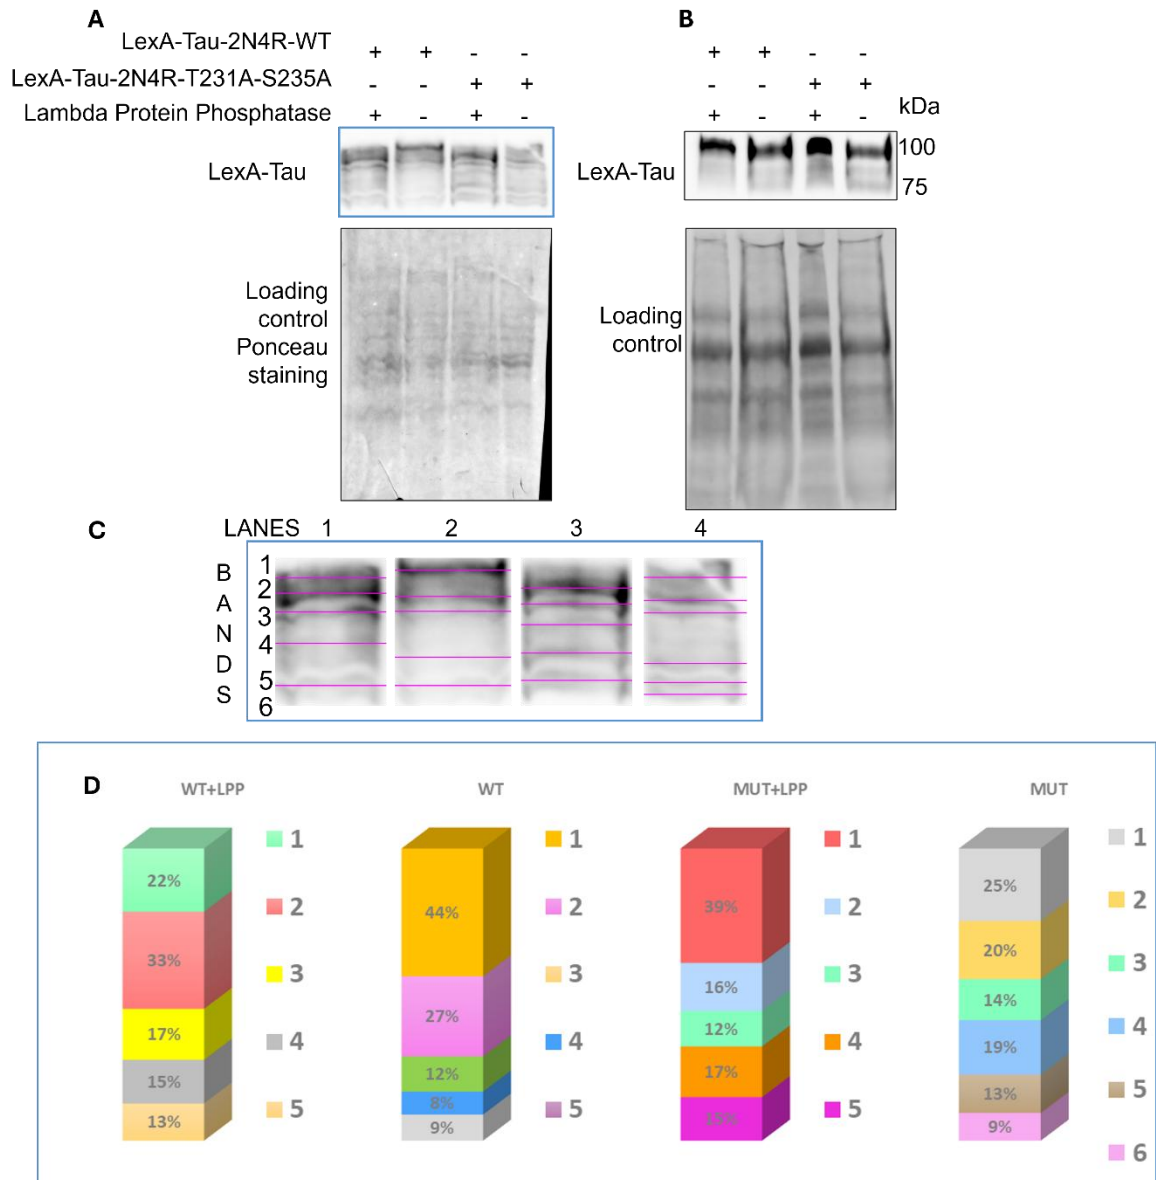 A
B
LexA-Tau-2N4R-WT + + - - + + - -
LexA-Tau-2N4R-T231A-S235A - - + + - - + +
Lambda Protein Phosphatase + - + - + - + - kDa
LexA-Tau
LexA-Tau
100
75
Loading
control
Ponceau
staining
Loading
control
C
LANES 1 2 3 4
B
A
N
D
S
1
2
3
4
5
6
D
WT+LPP
22%
33%
17%
15%
13%
1
2
3
4
5
WT
44%
27%
12%
8%
9%
1
2
3
4
5
MUT+LPP
39%
16%
12%
17%
15%
1
2
3
4
5
MUT
25%
20%
14%
19%
13%
9%
1
2
3
4
5
6